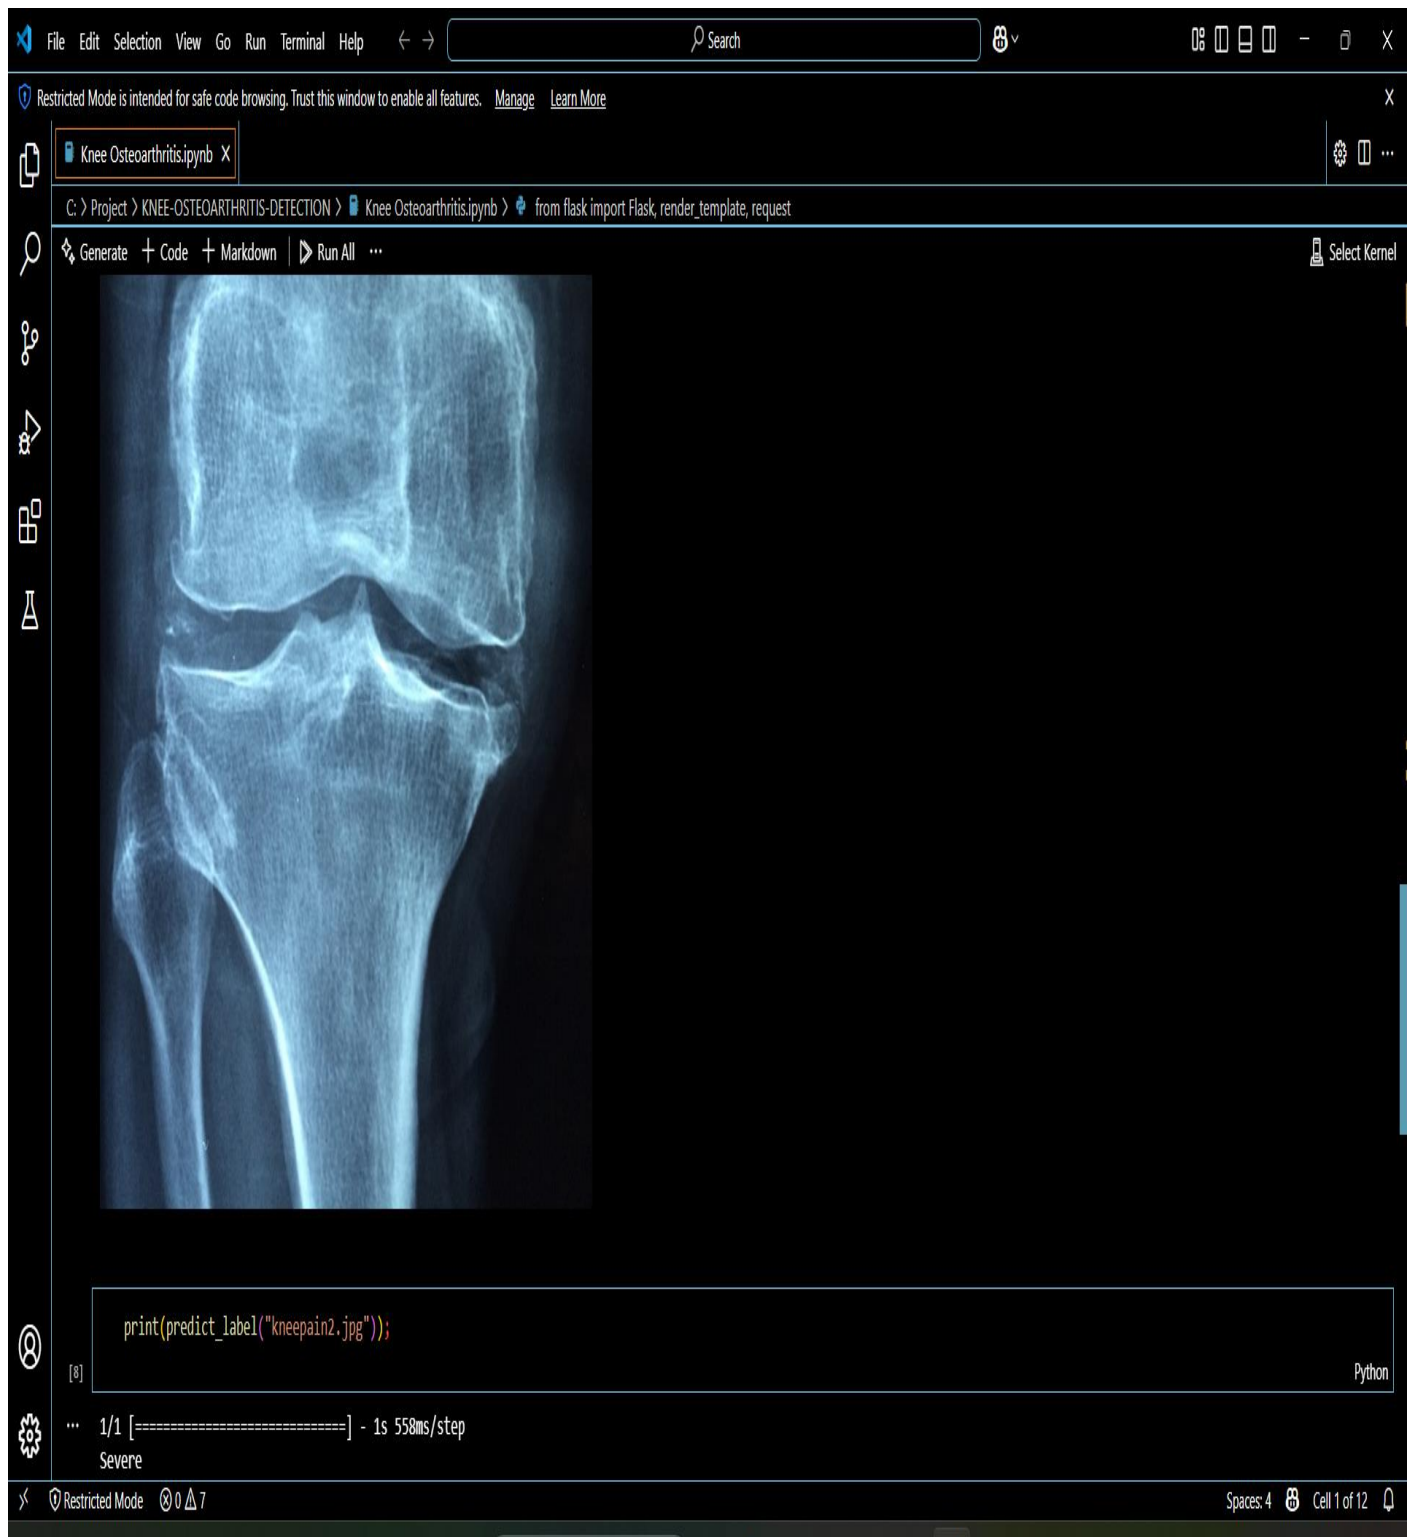 File Edit Selection View Go Run Terminal Help Search
Restricted Mode is intended for safe code browsing. Trust this window to enable all features. Manage Learn More
Knee Osteoarthritis.ipynb
C: > Project > KNEE-OSTEOARTHRITIS-DETECTION > Knee Osteoarthritis.ipynb > from flask import Flask, render_template, request
Generate + Code + Markdown Run All ... Select Kernel
print(predict_label("kneepain2.jpg"));
[8] Python
... 1/1 [==============================] - 1s 558ms/step
Severe
Restricted Mode 0 7 Spaces: 4 Cell 1 of 12